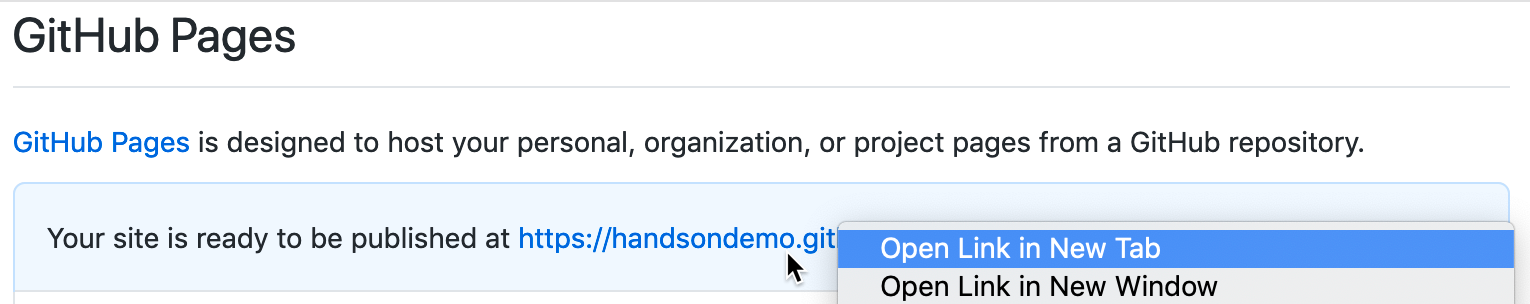 GitHub Pages
GitHub Pages is designed to host your personal, organization, or project pages from a GitHub repository.
Your site is ready to be published at https://handsondemo.git
Open Link in New Tab
Open Link in New Window